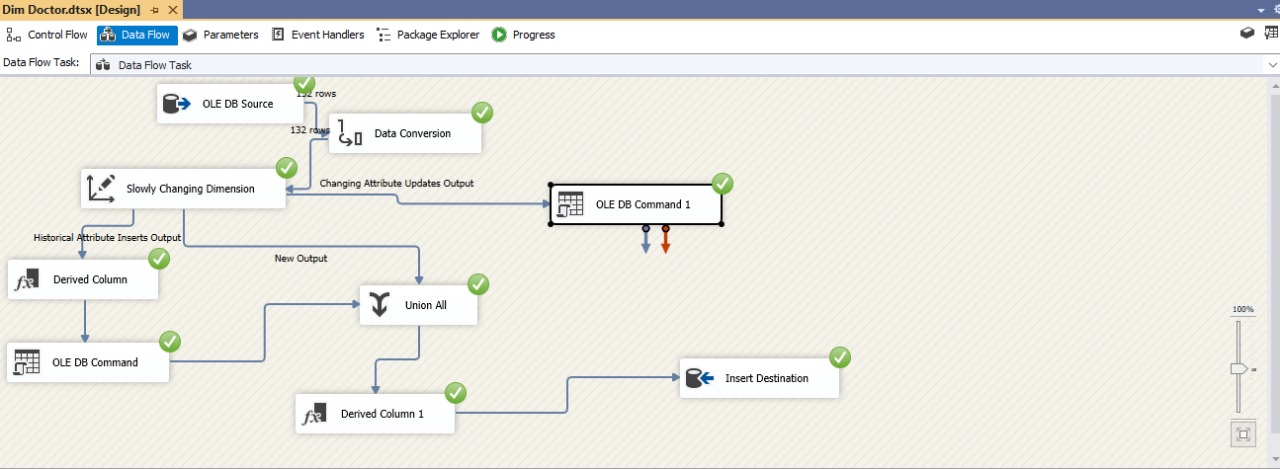 Dim Doctor.dtsx [Design]
Control Flow Data Flow Parameters Event Handlers Package Explorer Progress
Data Flow Task: Data Flow Task
OLE DB Source
132 rows
132 rows
Data Conversion
Slowly Changing Dimension
Changing Attribute Updates Output
OLE DB Command 1
Historical Attribute Inserts Output
New Output
Derived Column
Union All
100%
OLE DB Command
Insert Destination
Derived Column 1